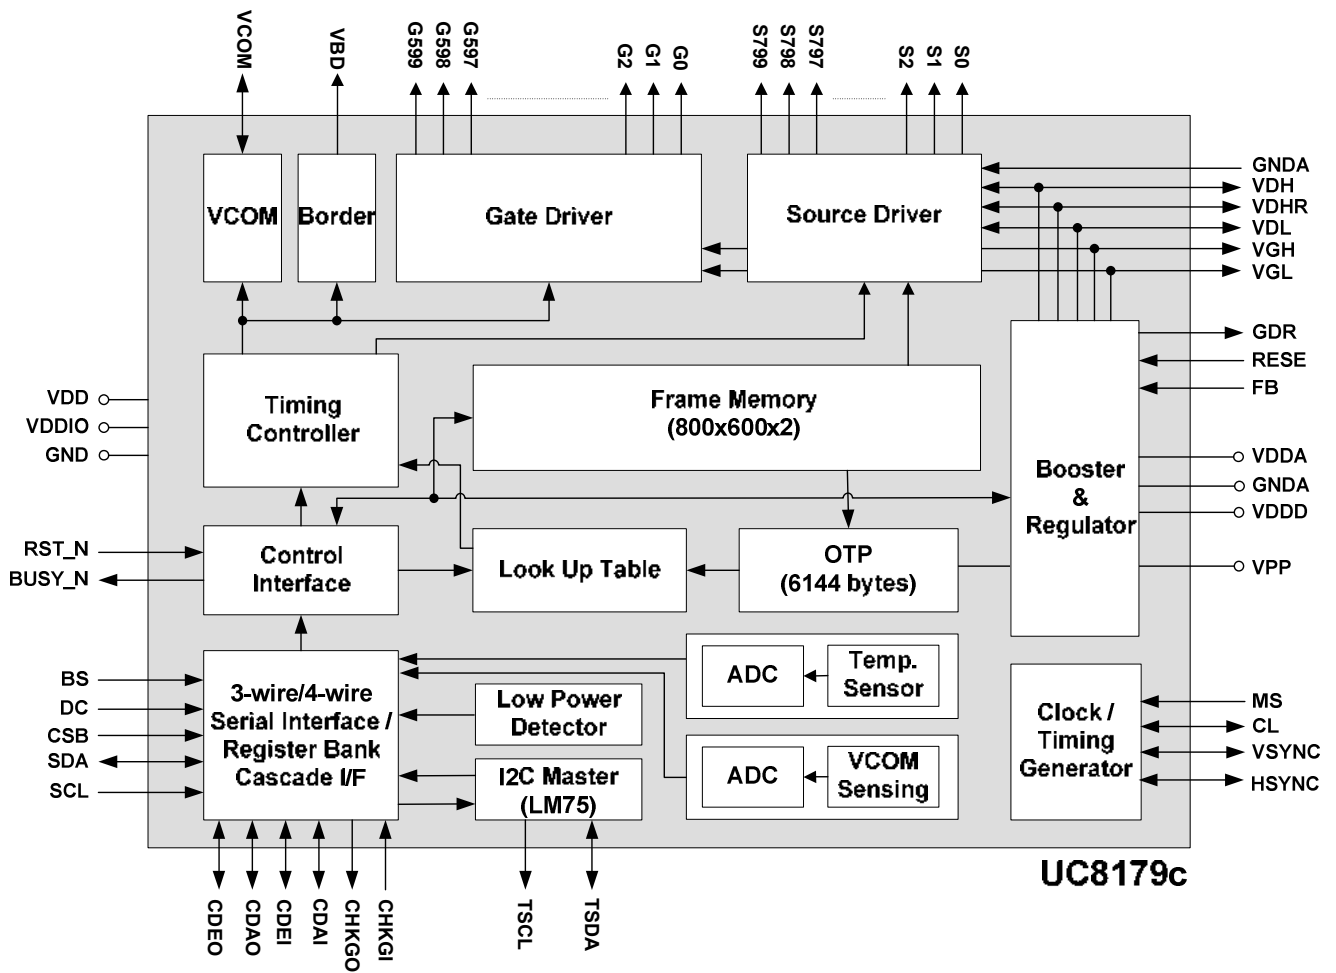 VCOM
VBD
G599
G598
G597
G2
G1
G0
S799
S798
S797
S2
S1
S0
VCOM
Border
Gate Driver
Source Driver
GNDA
VDH
VDHR
VDL
VGH
VGL
GDR
RESE
FB
VDD
VDDIO
GND
Timing
Controller
Frame Memory
(800x600x2)
Booster
&
Regulator
VDDA
GNDA
VDDD
VPP
RST_N
BUSY_N
Control
Interface
Look Up Table
OTP
(6144 bytes)
BS
DC
CSB
SDA
SCL
3-wire/4-wire
Serial Interface /
Register Bank
Cascade I/F
Low Power
Detector
I2C Master
(LM75)
ADC
Temp.
Sensor
ADC
VCOM
Sensing
Clock /
Timing
Generator
MS
CL
VSYNC
HSYNC
UC8179c
CDEO
CDAO
CDEI
CDAI
CHKGO
CHKGI
TSCL
TSDA